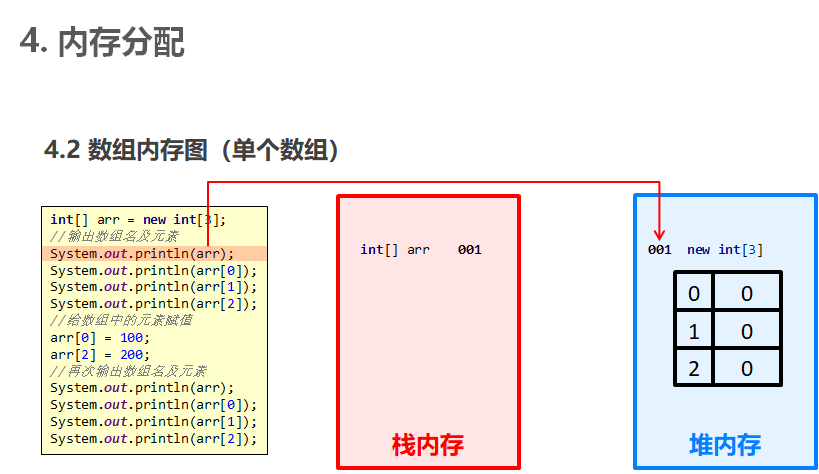 4. 内存分配
4.2 数组内存图（单个数组）
int[] arr = new int[3];
//输出数组名及元素
System.out.println(arr);
System.out.println(arr[0]);
System.out.println(arr[1]);
System.out.println(arr[2]);
//给数组中的元素赋值
arr[0] = 100;
arr[2] = 200;
//再次输出数组名及元素
System.out.println(arr);
System.out.println(arr[0]);
System.out.println(arr[1]);
System.out.println(arr[2]);
int[] arr 001
栈内存
001 new int[3]
0 0
1 0
2 0
堆内存